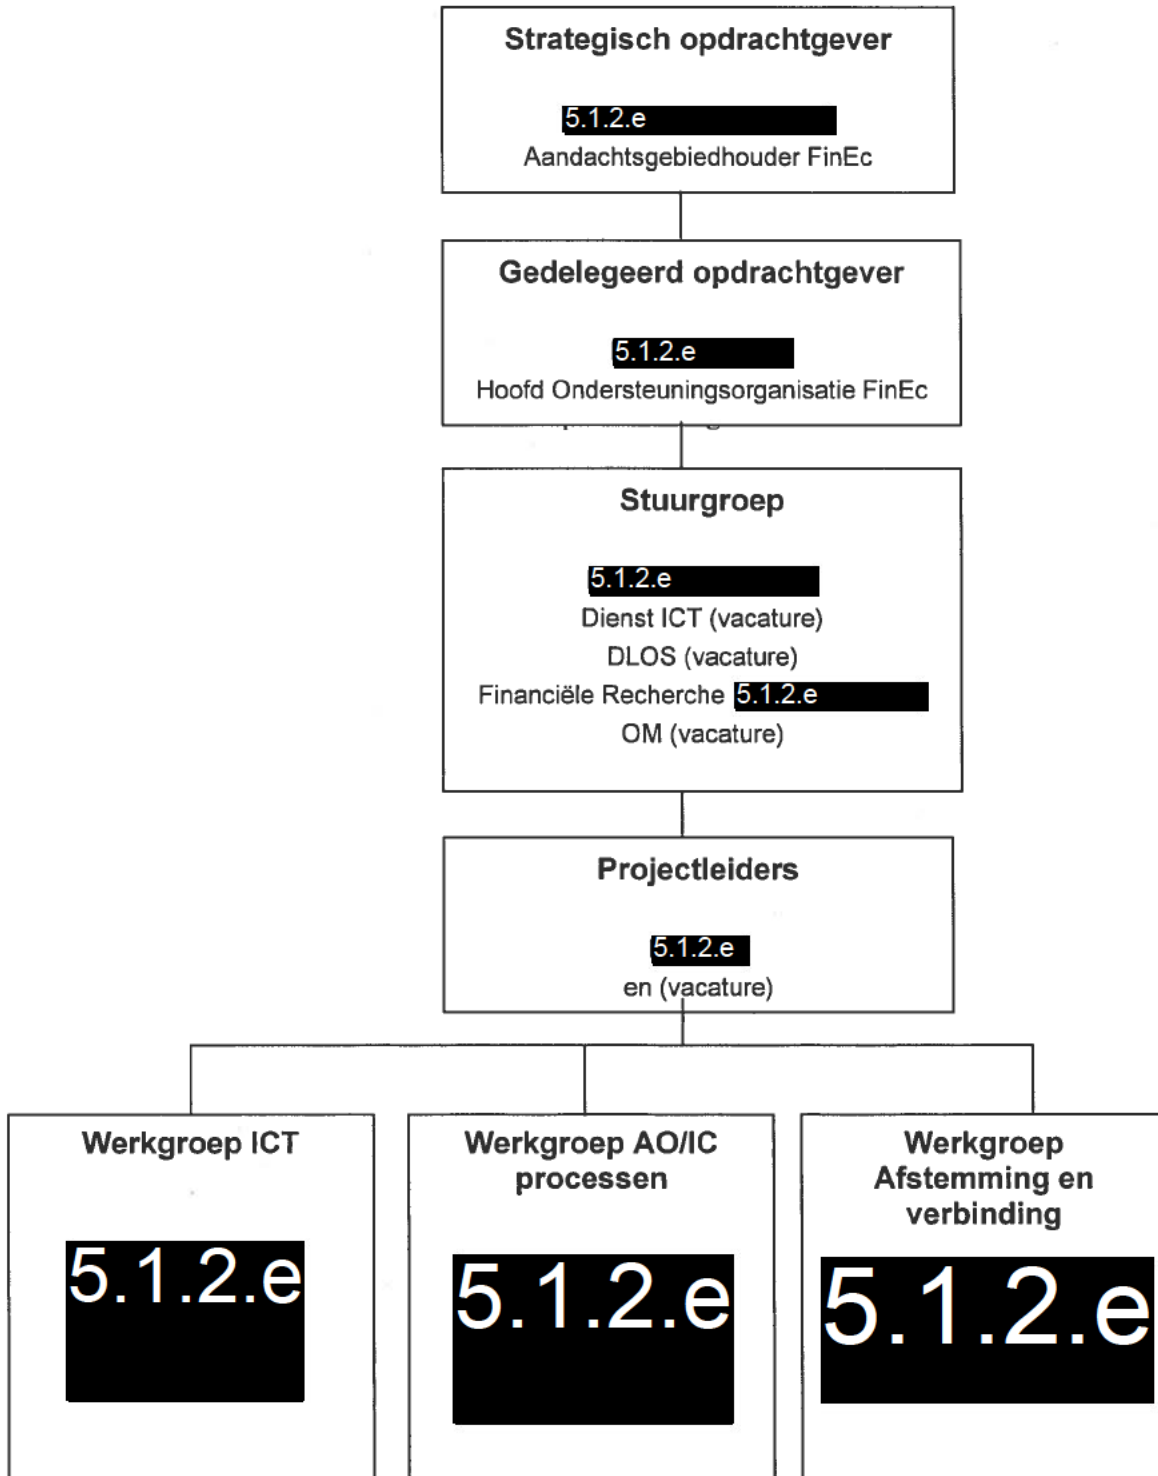 Strategisch opdrachtgever
5.1.2.e
Aandachtsgebiedhouder FinEc
Gedelegeerd opdrachtgever
5.1.2.e
Hoofd Ondersteuningsorganisatie FinEc
Stuurgroep
5.1.2.e
Dienst ICT (vacature)
DLOS (vacature)
Financiële Recherche 5.1.2.e
OM (vacature)
Projectleiders
5.1.2.e
en (vacature)
Werkgroep ICT
5.1.2.e
Werkgroep AO/IC
processen
5.1.2.e
Werkgroep
Afstemming en
verbinding
5.1.2.e